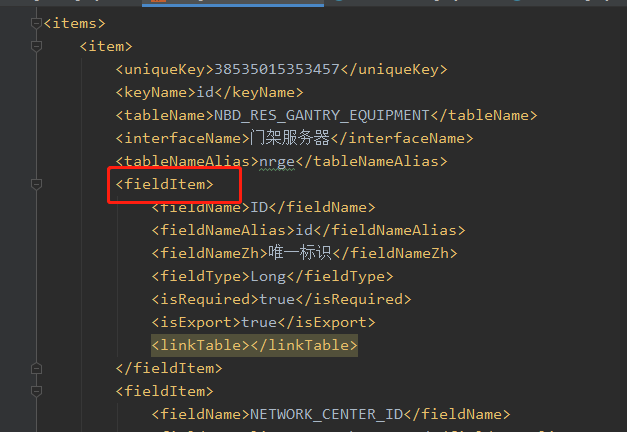 <items>
<item>
<uniqueKey>38535015353457</uniqueKey>
<keyName>id</keyName>
<tableName>NBD_RES_GANTRY_EQUIPMENT</tableName>
<interfaceName>门架服务器</interfaceName>
<tableNameAlias>nrge</tableNameAlias>
<fieldItem>
<fieldName>ID</fieldName>
<fieldNameAlias>id</fieldNameAlias>
<fieldNameZh>唯一标识</fieldNameZh>
<fieldType>Long</fieldType>
<isRequired>true</isRequired>
<isExport>true</isExport>
<linkTable></linkTable>
</fieldItem>
<fieldItem>
<fieldName>NETWORK_CENTER_ID</fieldName>